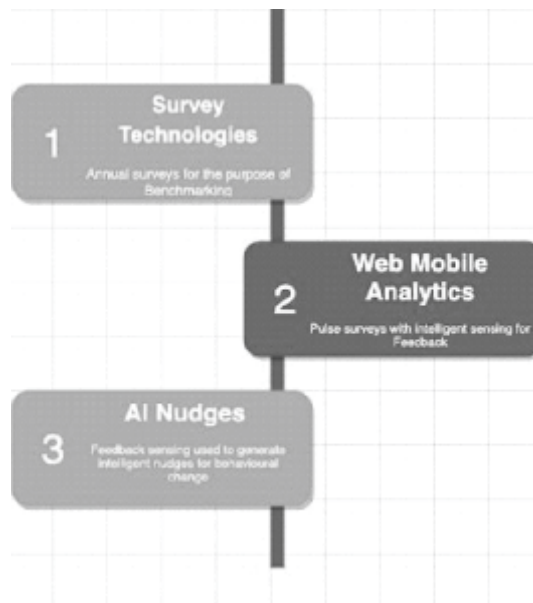 1
Survey
Technologies
Annual surveys for the purpose of
Benchmarking
2
Web Mobile
Analytics
Pulse surveys with intelligent sensing for
Feedback
3
AI Nudges
Feedback sensing used to generate
intelligent nudges for behavioural
change